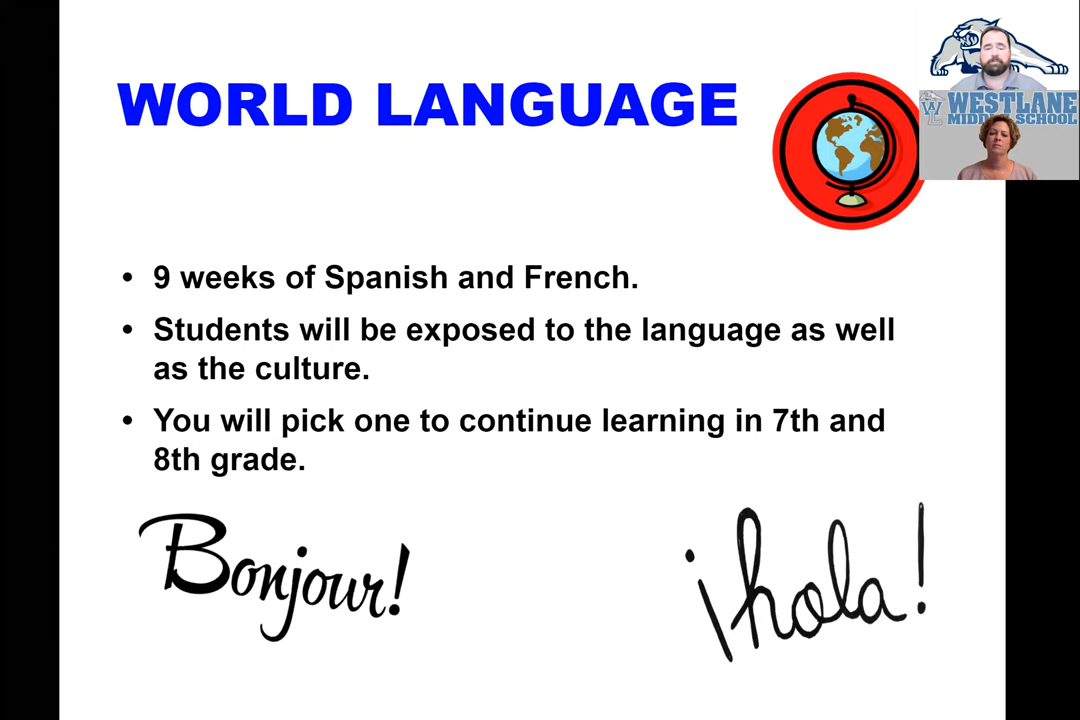 WORLD LANGUAGE
WESTLANE
MIDDLE SCHOOL
• 9 weeks of Spanish and French.
• Students will be exposed to the language as well
as the culture.
• You will pick one to continue learning in 7th and
8th grade.
Bonjour!
¡hola!